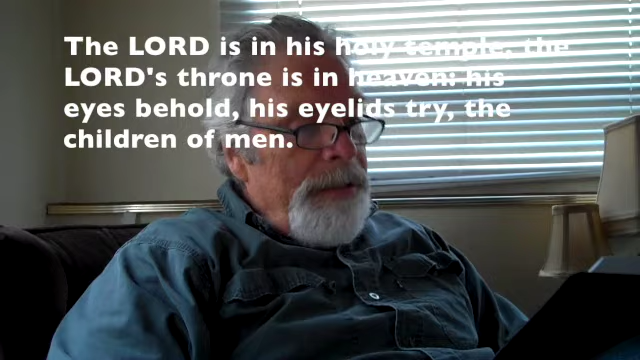 The LORD is in his holy temple, the
LORD's throne is in heaven: his
eyes behold, his eyelids try, the
children of men.